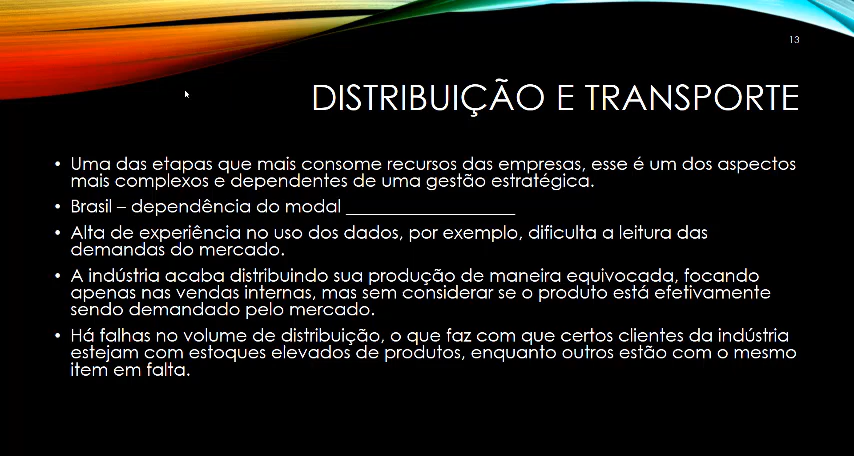 13
DISTRIBUIÇÃO E TRANSPORTE
• Uma das etapas que mais consome recursos das empresas, esse é um dos aspectos
mais complexos e dependentes de uma gestão estratégica.
• Brasil – dependência do modal __________________
• Alta de experiência no uso dos dados, por exemplo, dificulta a leitura das
demandas do mercado.
• A indústria acaba distribuindo sua produção de maneira equivocada, focando
apenas nas vendas internas, mas sem considerar se o produto está efetivamente
sendo demandado pelo mercado.
• Há falhas no volume de distribuição, o que faz com que certos clientes da indústria
estejam com estoques elevados de produtos, enquanto outros estão com o mesmo
item em falta.